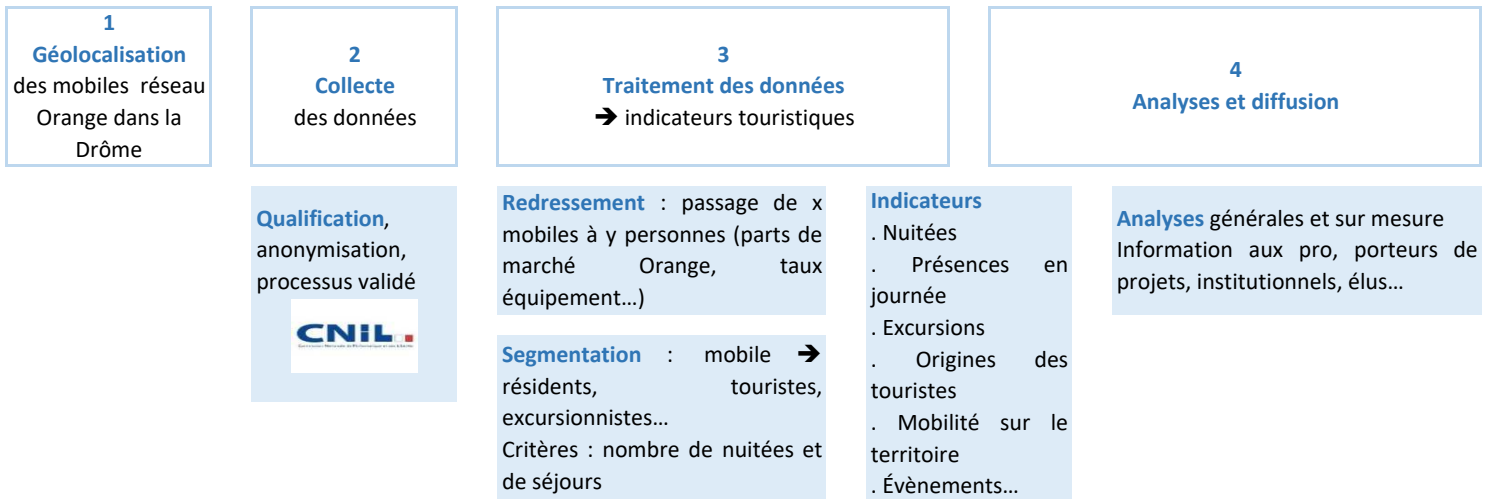 1
Géolocalisation
des mobiles réseau
Orange dans la
Drôme
2
Collecte
des données
3
Traitement des données
➔ indicateurs touristiques
4
Analyses et diffusion
Qualification,
anonymisation,
processus validé
CNIL
Redressement : passage de x
mobiles à y personnes (parts de
marché Orange, taux
équipement…)
Segmentation : mobile ➔
résidents, touristes,
excursionnistes…
Critères : nombre de nuitées et
de séjours
Indicateurs
. Nuitées
. Présences en
journée
. Excursions
. Origines des
touristes
. Mobilité sur le
territoire
. Évènements…
Analyses générales et sur mesure
Information aux pro, porteurs de
projets, institutionnels, élus…